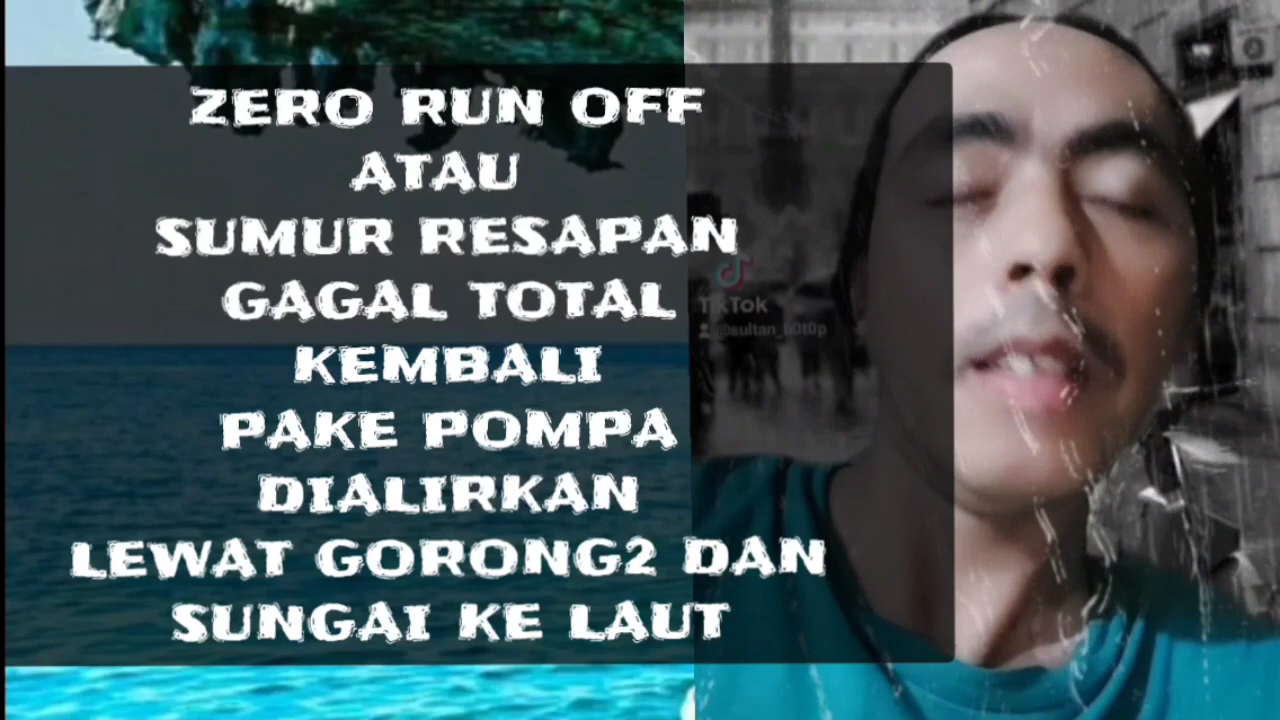 ZERO RUN OFF
ATAU
SUMUR RESAPAN
GAGAL TOTAL
KEMBALI
PAKE POMPA
DIALIRKAN
LEWAT GORONG2 DAN
SUNGAI KE LAUT
TikTok
@sultan_b0t0p